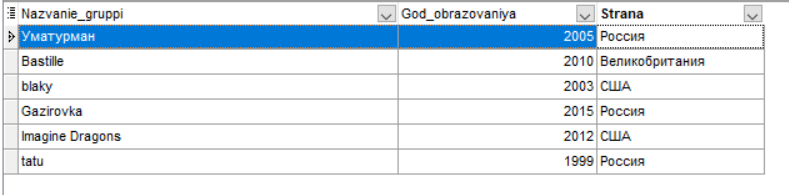 Nazvanie_gruppi God_obrazovaniya Strana
Уматурман 2005 Россия
Bastille 2010 Великобритания
blaky 2003 США
Gazirovka 2015 Россия
Imagine Dragons 2012 США
tatu 1999 Россия